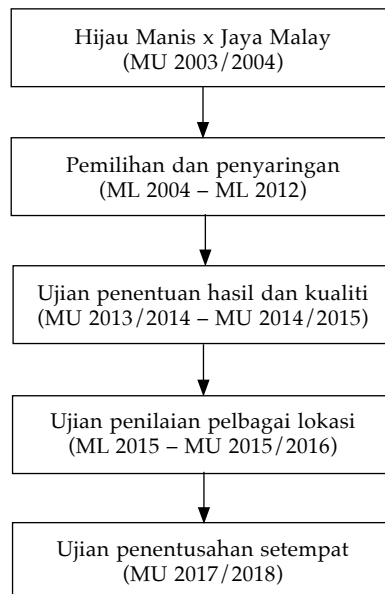 Hijau Manis x Jaya Malay
(MU 2003/2004)
Pemilihan dan penyaringan
(ML 2004 – ML 2012)
Ujian penentuan hasil dan kualiti
(MU 2013/2014 – MU 2014/2015)
Ujian penilaian pelbagai lokasi
(ML 2015 – MU 2015/2016)
Ujian penentusahan setempat
(MU 2017/2018)